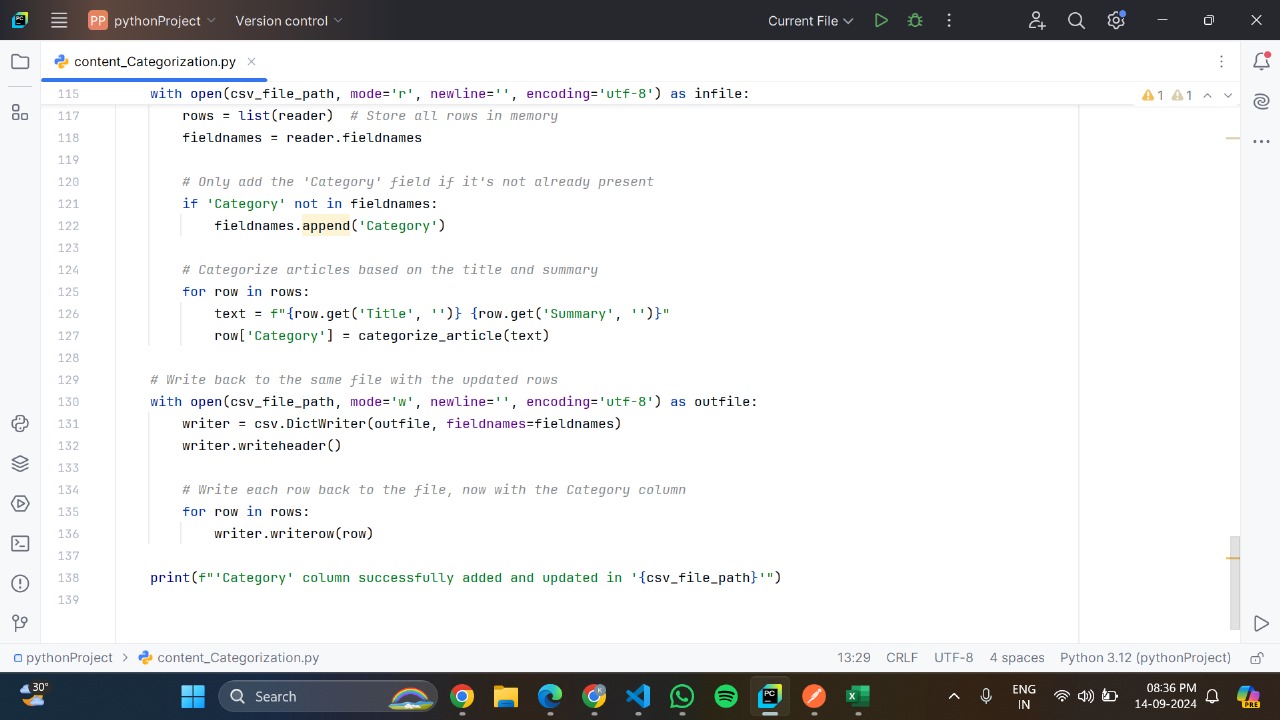 PP pythonProject Version control Current File
content_Categorization.py
115 with open(csv_file_path, mode='r', newline='', encoding='utf-8') as infile: 1 1
117 rows = list(reader) # Store all rows in memory
118 fieldnames = reader.fieldnames
119
120 # Only add the 'Category' field if it's not already present
121 if 'Category' not in fieldnames:
122 fieldnames.append('Category')
123
124 # Categorize articles based on the title and summary
125 for row in rows:
126 text = f"{row.get('Title', '')} {row.get('Summary', '')}"
127 row['Category'] = categorize_article(text)
128
129 # Write back to the same file with the updated rows
130 with open(csv_file_path, mode='w', newline='', encoding='utf-8') as outfile:
131 writer = csv.DictWriter(outfile, fieldnames=fieldnames)
132 writer.writeheader()
133
134 # Write each row back to the file, now with the Category column
135 for row in rows:
136 writer.writerow(row)
137
138 print(f"'Category' column successfully added and updated in '{csv_file_path}'")
139
pythonProject > content_Categorization.py 13:29 CRLF UTF-8 4 spaces Python 3.12 (pythonProject)
30° Search ENG 08:36 PM
IN 14-09-2024